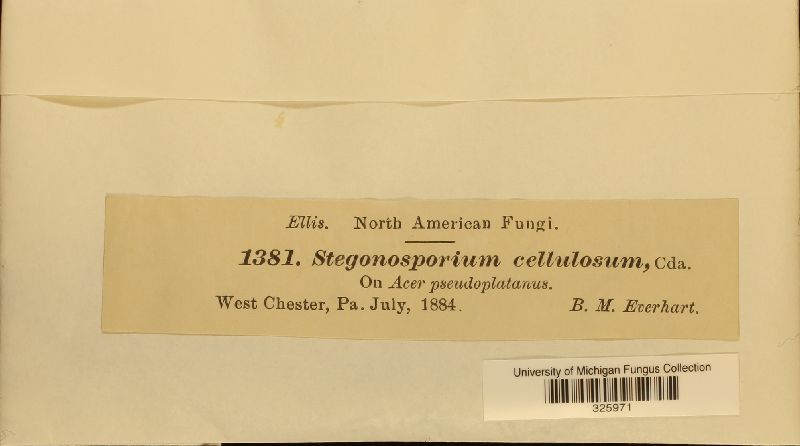 Ellis. North American Fungi.
1381. Stegonosporium cellulosum, Cda.
On Acer pseudoplatanus.
West Chester, Pa. July, 1884. B. M. Everhart.
University of Michigan Fungus Collection
325971